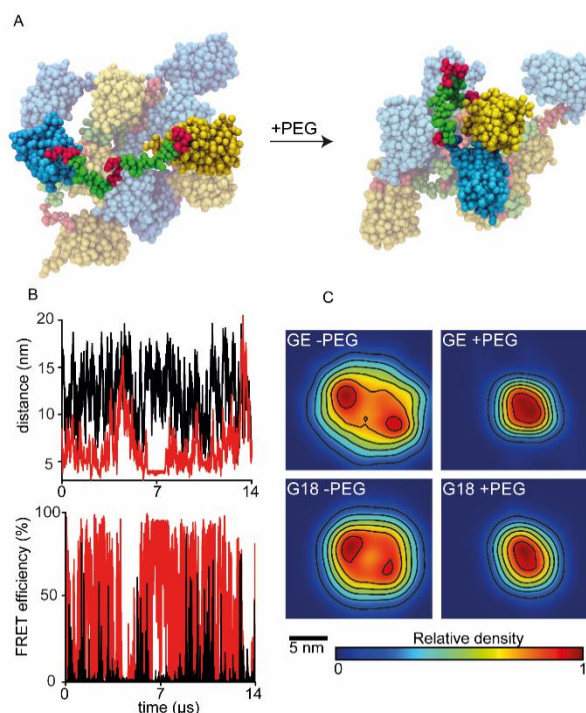 A
+PEG
B
C
distance (nm)
20
15
10
5
0
7
14
FRET efficiency (%)
100
50
0
0
7
14
time (µs)
GE -PEG
GE +PEG
G18 -PEG
G18 +PEG
5 nm
Relative density
0
1